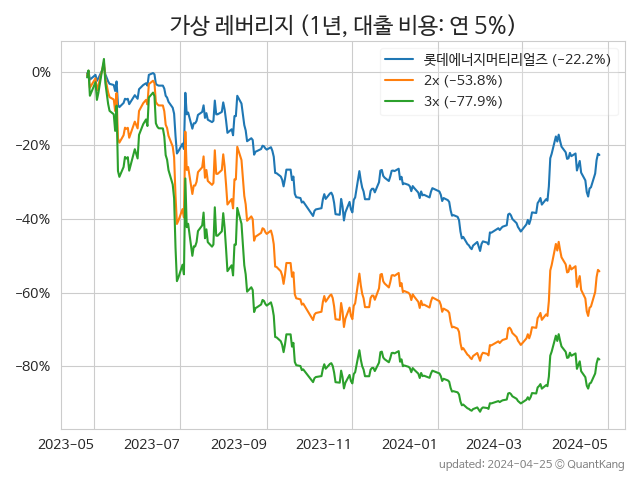 가상 레버리지 (1년, 대출 비용: 연 5%)
롯데에너지머티리얼즈 (−22.2%)
2x (−53.8%)
3x (−77.9%)
0%
−20%
−40%
−60%
−80%
2023-05 2023-07 2023-09 2023-11 2024-01 2024-03 2024-05
updated: 2024-04-25 © QuantKang